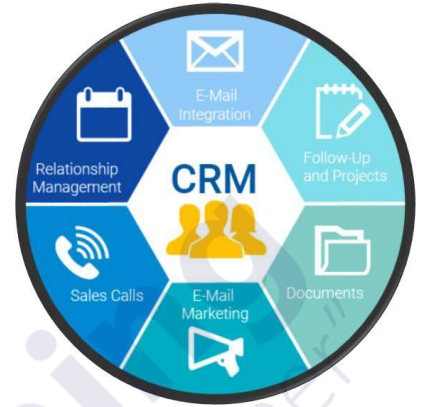 E-Mail
Integration
Follow-Up
and Projects
Relationship
Management
CRM
Sales Calls
E-Mail
Marketing
Documents